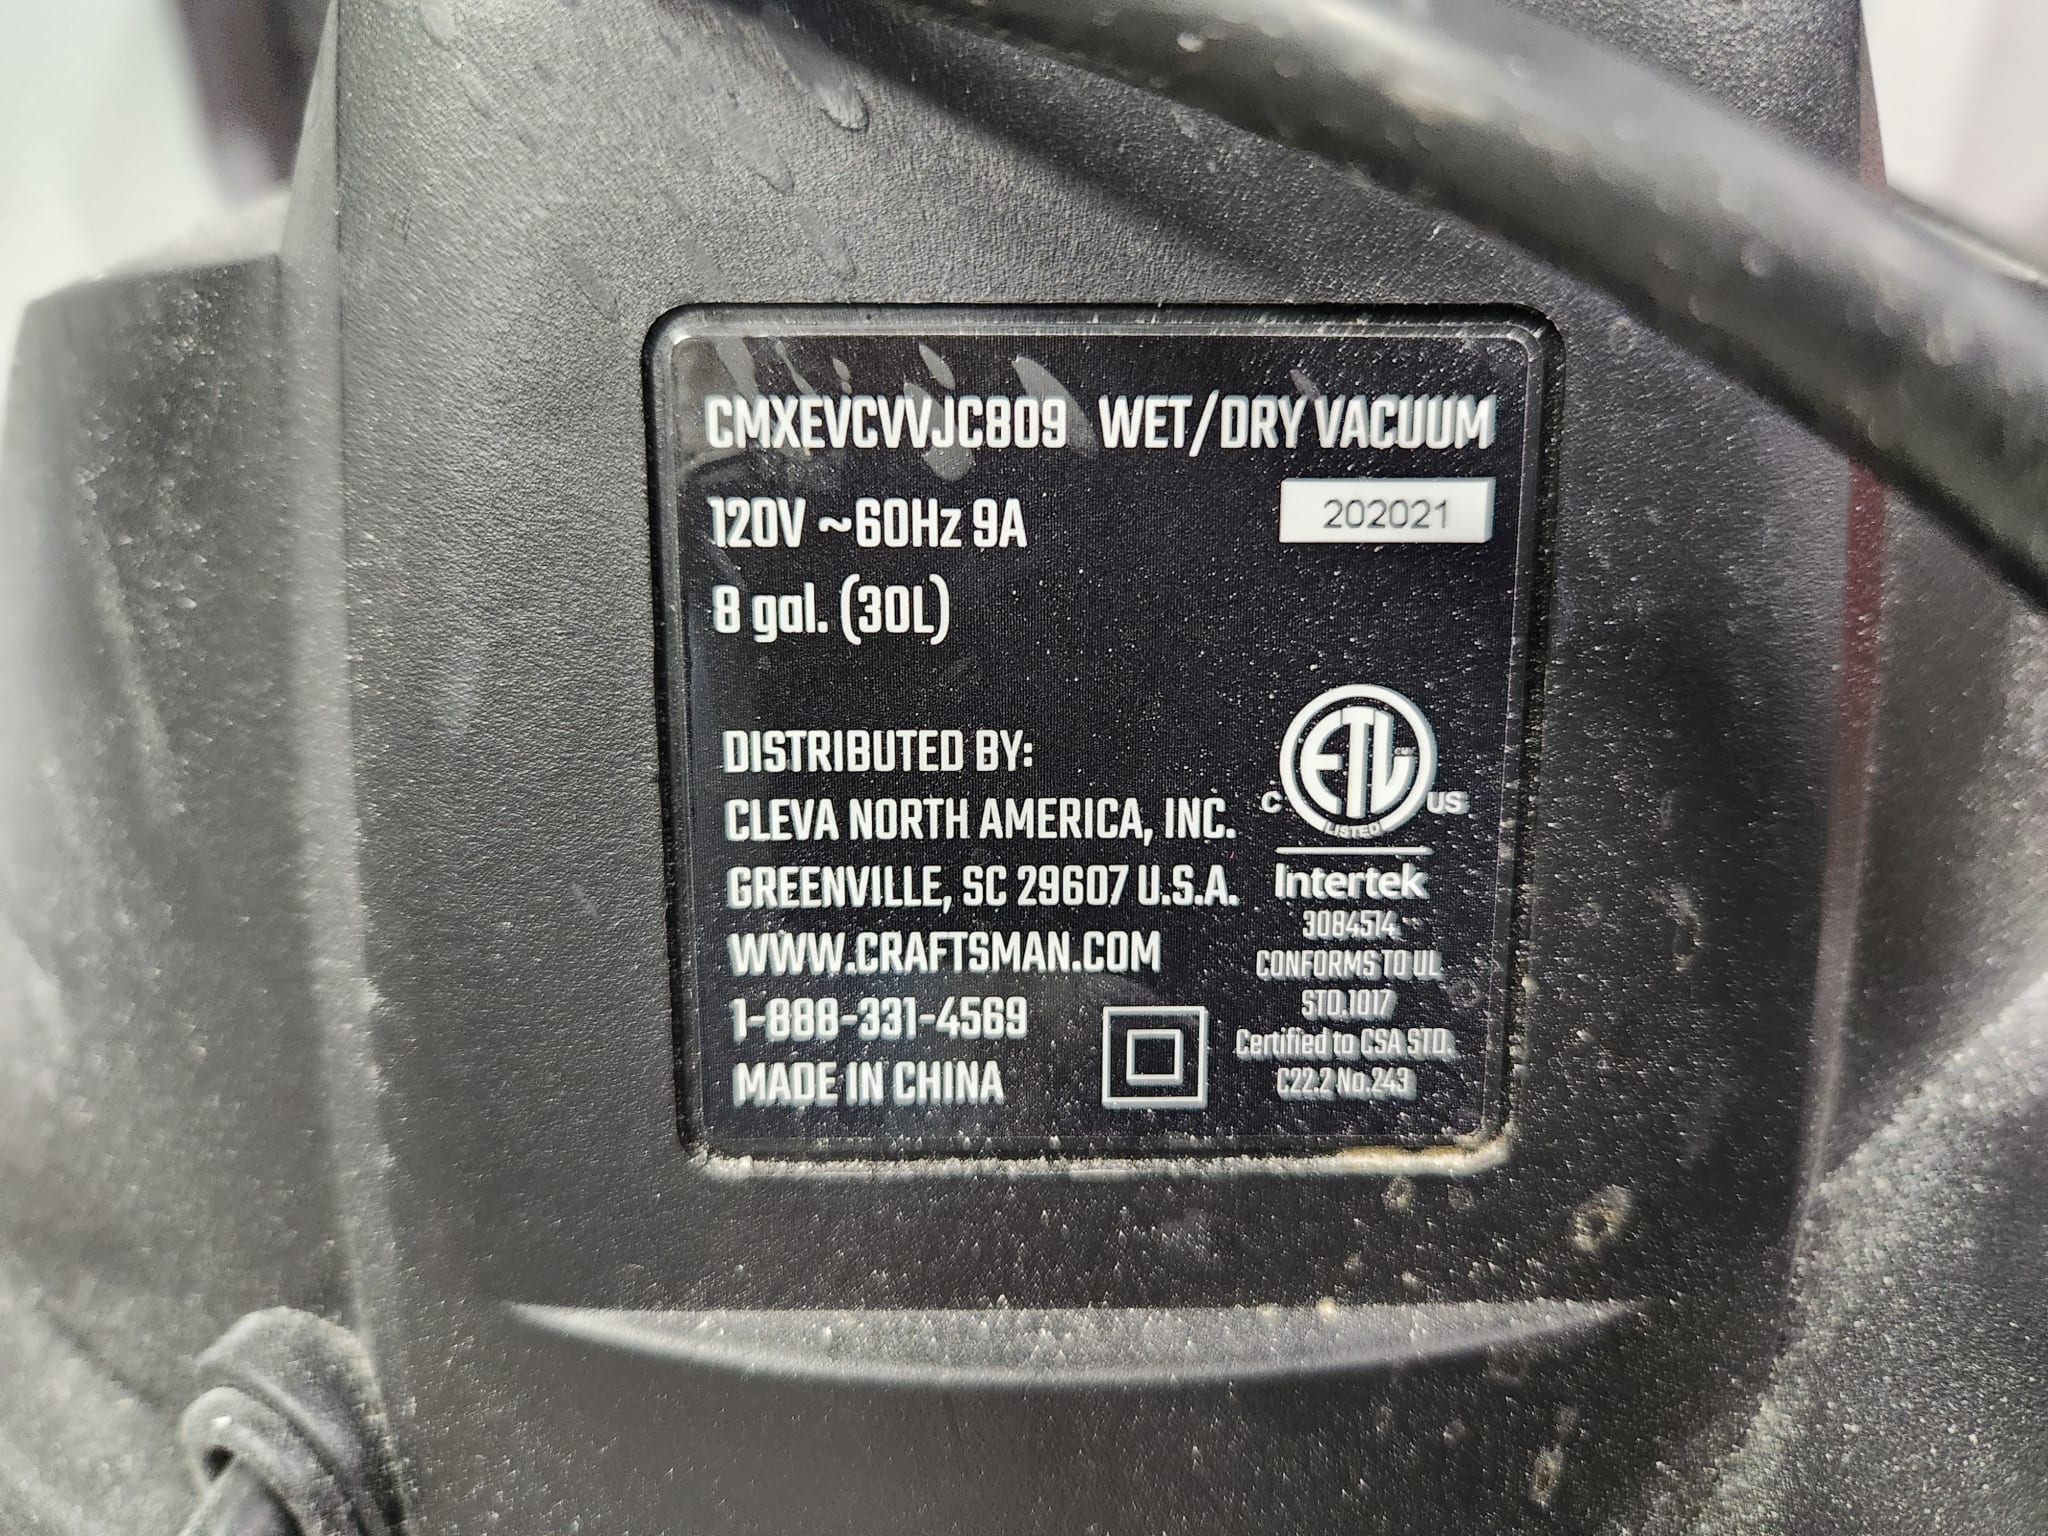 CMXEVCVVJC809 WET/DRY VACUUM
120V ~60Hz 9A
202021
8 gal. (30L)
DISTRIBUTED BY:
CLEVA NORTH AMERICA, INC.
GREENVILLE, SC 29607 U.S.A.
WWW.CRAFTSMAN.COM
1-888-331-4569
MADE IN CHINA
ETL CM
C US
LISTED
Intertek
3084514
CONFORMS TO UL
STD.1017
Certified to CSA STD.
C22.2 No.243